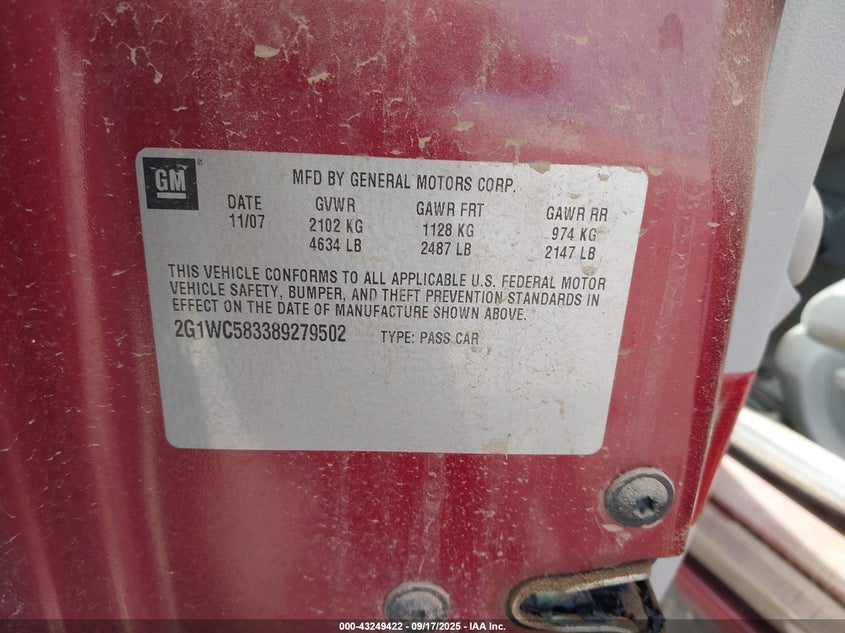 GM
MFD BY GENERAL MOTORS CORP.
DATE GVWR GAWR FRT GAWR RR
11/07 2102 KG 1128 KG 974 KG
4634 LB 2487 LB 2147 LB
THIS VEHICLE CONFORMS TO ALL APPLICABLE U.S. FEDERAL MOTOR
VEHICLE SAFETY, BUMPER, AND THEFT PREVENTION STANDARDS IN
EFFECT ON THE DATE OF MANUFACTURE SHOWN ABOVE.
2G1WC583389279502 TYPE: PASS CAR
000-43249422 - 09/17/2025 - IAA Inc.